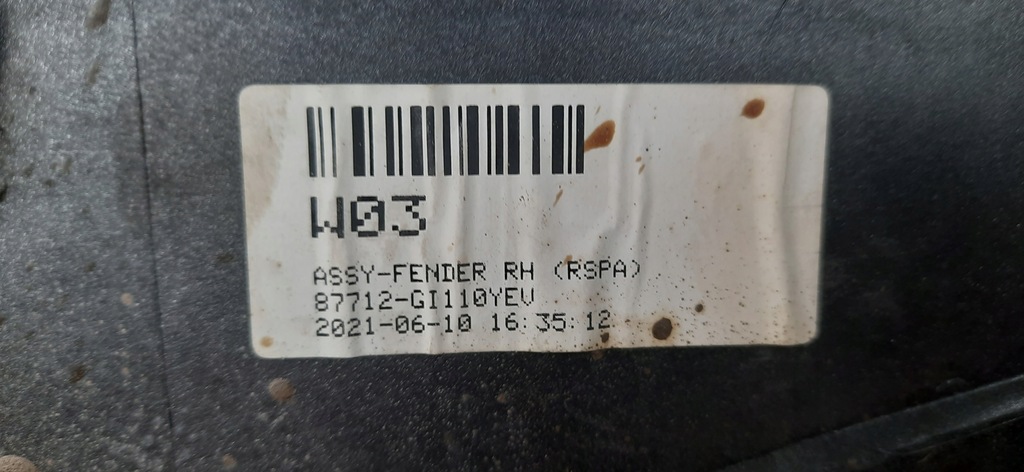 W03
ASSY-FENDER RH (RSPA)
87712-GI110YEV
2021-06-10 16:35:12